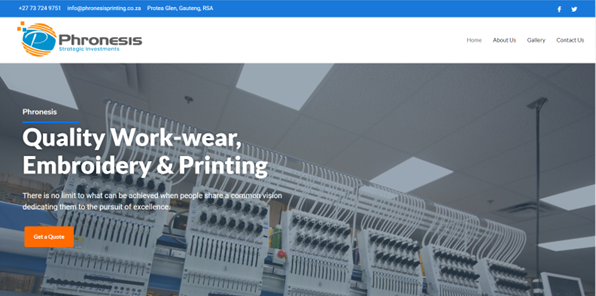 +27 73 724 9751 info@phronesisprinting.co.za Protea Glen, Gauteng, RSA
Phronesis
Strategic Investments
Home About Us Gallery Contact Us
Phronesis
Quality Work-wear,
Embroidery & Printing
There is no limit to what can be achieved when people share a common vision
dedicating them to the pursuit of excellence.
Get a Quote